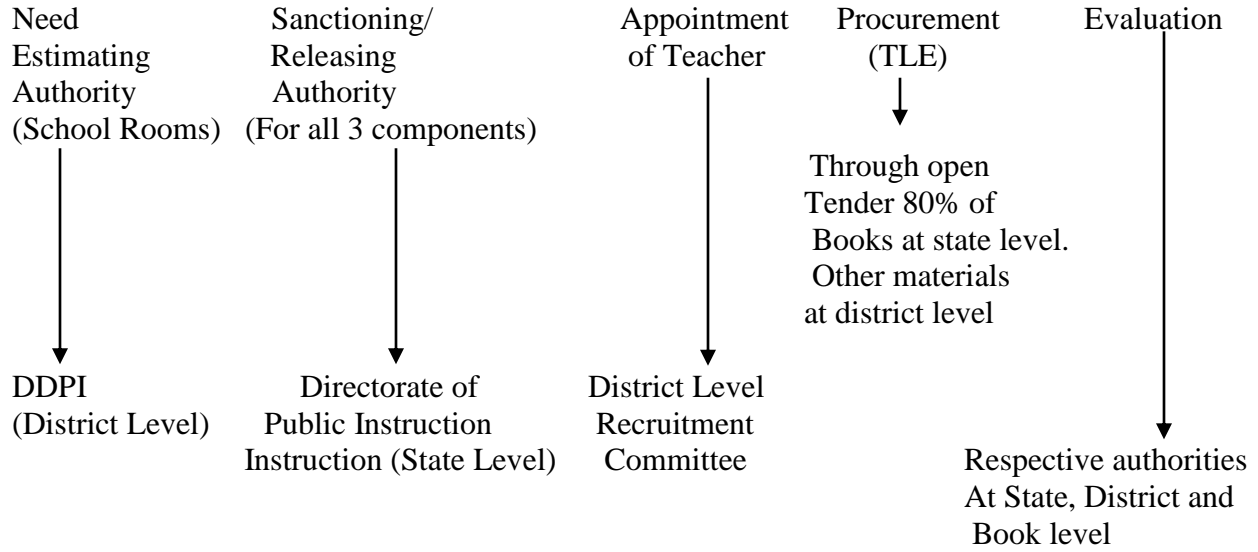 Need
Estimating
Authority
(School Rooms)
Sanctioning/
Releasing
Authority
(For all 3 components)
Appointment
of Teacher
Procurement
(TLE)
Evaluation
Through open
Tender 80% of
Books at state level.
Other materials
at district level
DDPI
(District Level)
Directorate of
Public Instruction
Instruction (State Level)
District Level
Recruitment
Committee
Respective authorities
At State, District and
Book level